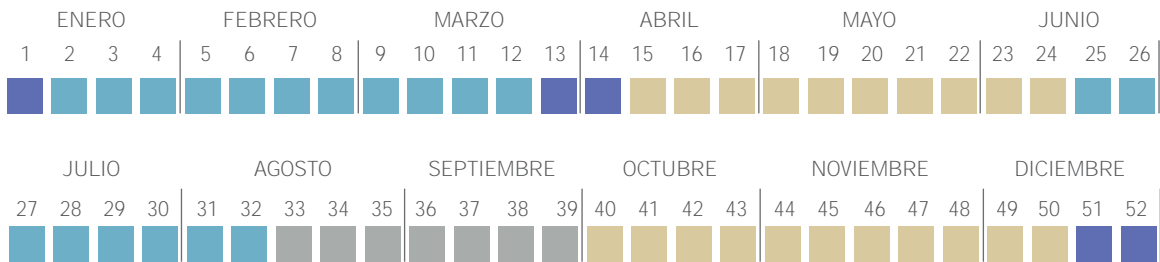 ENERO FEBRERO MARZO ABRIL MAYO JUNIO
1 2 3 4 5 6 7 8 9 10 11 12 13 14 15 16 17 18 19 20 21 22 23 24 25 26
JULIO AGOSTO SEPTIEMBRE OCTUBRE NOVIEMBRE DICIEMBRE
27 28 29 30 31 32 33 34 35 36 37 38 39 40 41 42 43 44 45 46 47 48 49 50 51 52